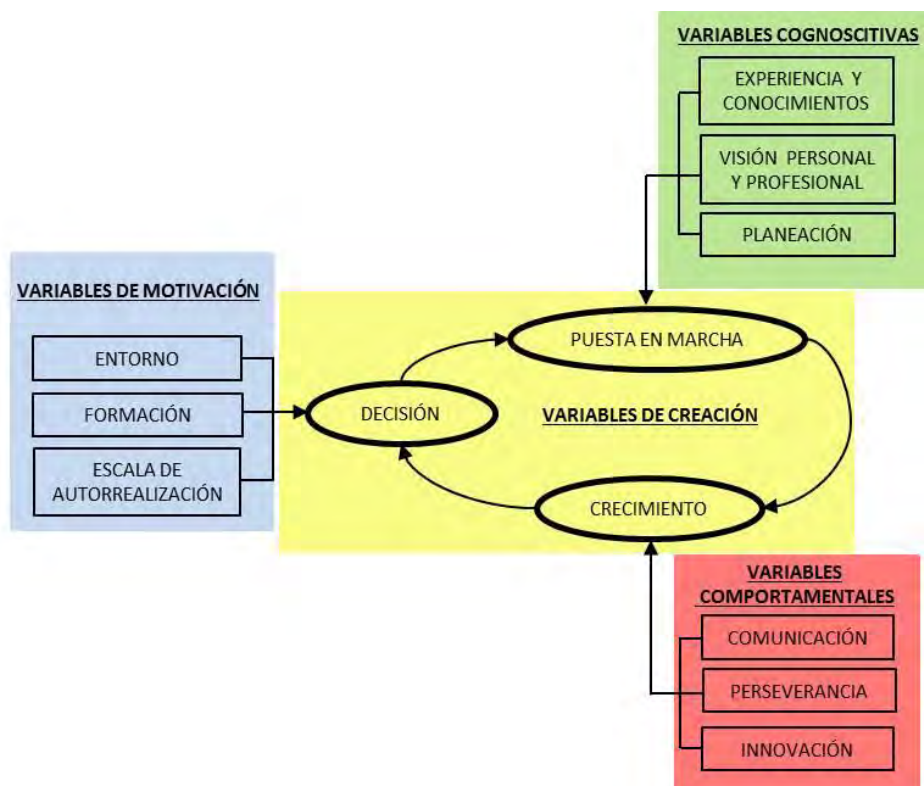 VARIABLES COGNOSCITIVAS
EXPERIENCIA Y
CONOCIMIENTOS
VISIÓN PERSONAL
Y PROFESIONAL
PLANEACIÓN
VARIABLES DE MOTIVACIÓN
ENTORNO
FORMACIÓN
ESCALA DE
AUTORREALIZACIÓN
PUESTA EN MARCHA
DECISIÓN
VARIABLES DE CREACIÓN
CRECIMIENTO
VARIABLES
COMPORTAMENTALES
COMUNICACIÓN
PERSEVERANCIA
INNOVACIÓN